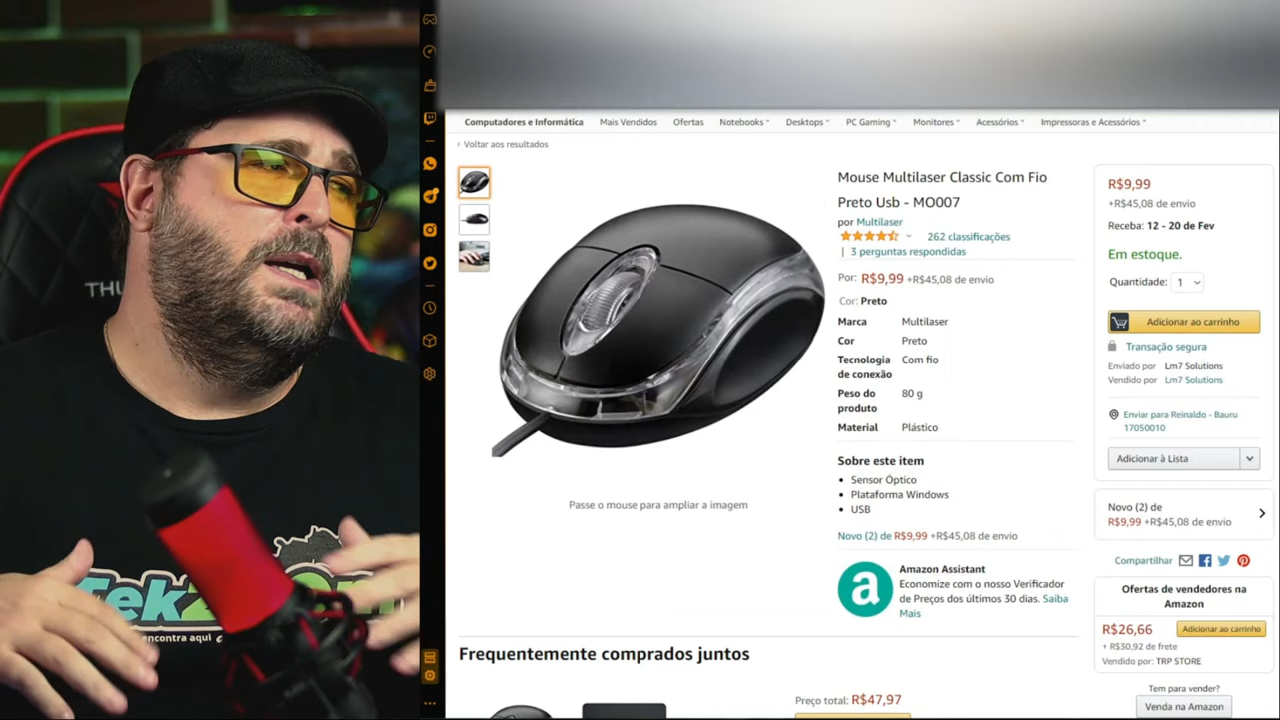 THU
Tek
encontra aqui
Computadores e Informática Mais Vendidos Ofertas Notebooks Desktops PC Gaming Monitores Acessórios Impressoras e Acessórios
‹ Voltar aos resultados
Passe o mouse para ampliar a imagem
Mouse Multilaser Classic Com Fio
Preto Usb - MO007
por Multilaser
262 classificações
| 3 perguntas respondidas
Por: R$9,99 +R$45,08 de envio
Cor: Preto
Marca Multilaser
Cor Preto
Tecnologia Com fio
de conexão
Peso do 80 g
produto
Material Plástico
Sobre este item
• Sensor Óptico
• Plataforma Windows
• USB
Novo (2) de R$9,99 +R$45,08 de envio
a
Amazon Assistant
Economize com o nosso Verificador
de Preços dos últimos 30 dias. Saiba
Mais
R$9,99
+R$45,08 de envio
Receba: 12 - 20 de Fev
Em estoque.
Quantidade: 1
Adicionar ao carrinho
Transação segura
Enviado por Lm7 Solutions
Vendido por Lm7 Solutions
Enviar para Reinaldo - Bauru
17050010
Adicionar à Lista
Novo (2) de
R$9,99 +R$45,08 de envio
Compartilhar
Ofertas de vendedores na
Amazon
R$26,66 Adicionar ao carrinho
+ R$30,92 de frete
Vendido por: TRP STORE
Tem para vender?
Venda na Amazon
Frequentemente comprados juntos
Preço total: R$47,97